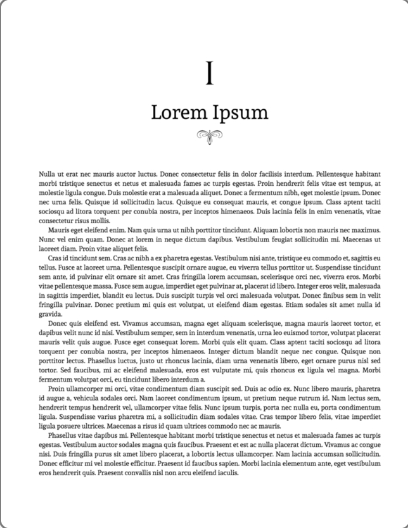 I
Lorem Ipsum
Nulla ut erat nec mauris auctor luctus. Donec consectetur felis in dolor facilisis interdum. Pellentesque habitant
morbi tristique senectus et netus et malesuada fames ac turpis egestas. Proin hendrerit felis vitae est tempus, at
molestie ligula congue. Duis molestie erat a malesuada aliquet. Donec a fermentum nibh, eget molestie ipsum. Donec
nec urna felis. Quisque id sollicitudin lacus. Quisque eu consequat mauris, et congue ipsum. Class aptent taciti
sociosqu ad litora torquent per conubia nostra, per inceptos himenaeos. Duis lacinia felis in enim venenatis, vitae
consectetur risus mollis.
Mauris eget eleifend enim. Nam quis urna ut nibh porttitor tincidunt. Aliquam lobortis non mauris nec maximus.
Nunc vel enim quam. Donec at lorem in neque dictum dapibus. Vestibulum feugiat sollicitudin mi. Maecenas ut
laoreet diam. Proin vitae aliquet felis.
Cras id tincidunt sem. Cras ac nibh a ex pharetra egestas. Vestibulum nisi ante, tristique eu commodo et, sagittis eu
tellus. Fusce at laoreet urna. Pellentesque suscipit ornare augue, eu viverra tellus porttitor ut. Suspendisse tincidunt
sem ante, id pulvinar elit ornare sit amet. Cras fringilla lorem accumsan, scelerisque orci nec, viverra eros. Morbi
vitae pellentesque massa. Fusce sem augue, imperdiet eget pulvinar at, placerat id libero. Integer eros velit, malesuada
in sagittis imperdiet, blandit eu lectus. Duis suscipit turpis vel orci malesuada volutpat. Donec finibus sem in velit
fringilla pulvinar. Donec pretium mi quis est volutpat, ut eleifend diam egestas. Etiam sodales sit amet nulla id
gravida.
Donec quis eleifend est. Vivamus accumsan, magna eget aliquam scelerisque, magna mauris laoreet tortor, et
dapibus velit nunc id nisi. Vestibulum semper, sem in interdum venenatis, urna leo euismod tortor, volutpat placerat
mauris velit quis augue. Fusce eget consequat lorem. Morbi quis elit quam. Class aptent taciti sociosqu ad litora
torquent per conubia nostra, per inceptos himenaeos. Integer dictum blandit neque nec congue. Quisque non
porttitor lectus. Phasellus luctus, justo ut rhoncus lacinia, diam urna venenatis libero, eget ornare purus nisl sed
tortor. Sed faucibus, mi ac eleifend malesuada, eros est vulputate mi, quis rhoncus ex ligula vel magna. Morbi
fermentum volutpat orci, eu tincidunt libero interdum a.
Proin ullamcorper mi orci, vitae condimentum diam suscipit sed. Duis ac odio ex. Nunc libero mauris, pharetra
id augue a, vehicula sodales orci. Nam laoreet condimentum ipsum, ut pretium neque rutrum id. Nam lectus sem,
hendrerit tempus hendrerit vel, ullamcorper vitae felis. Nunc ipsum turpis, porta nec nulla eu, porta condimentum
ligula. Suspendisse varius pharetra mi, a sollicitudin diam sodales vitae. Cras tempor libero felis, vitae imperdiet
ligula posuere ultrices. Maecenas a risus id quam ultrices commodo nec ac mauris.
Phasellus vitae dapibus mi. Pellentesque habitant morbi tristique senectus et netus et malesuada fames ac turpis
egestas. Vestibulum auctor sodales magna quis faucibus. Praesent et est ac nulla placerat dictum. Vivamus ac congue
nisi. Duis fringilla purus sit amet libero placerat, a lobortis lectus ullamcorper. Nam lacinia accumsan sollicitudin.
Donec efficitur mi vel molestie efficitur. Praesent id faucibus sapien. Morbi lacinia elementum ante, eget vestibulum
eros hendrerit quis. Praesent convallis nisl non arcu eleifend iaculis.